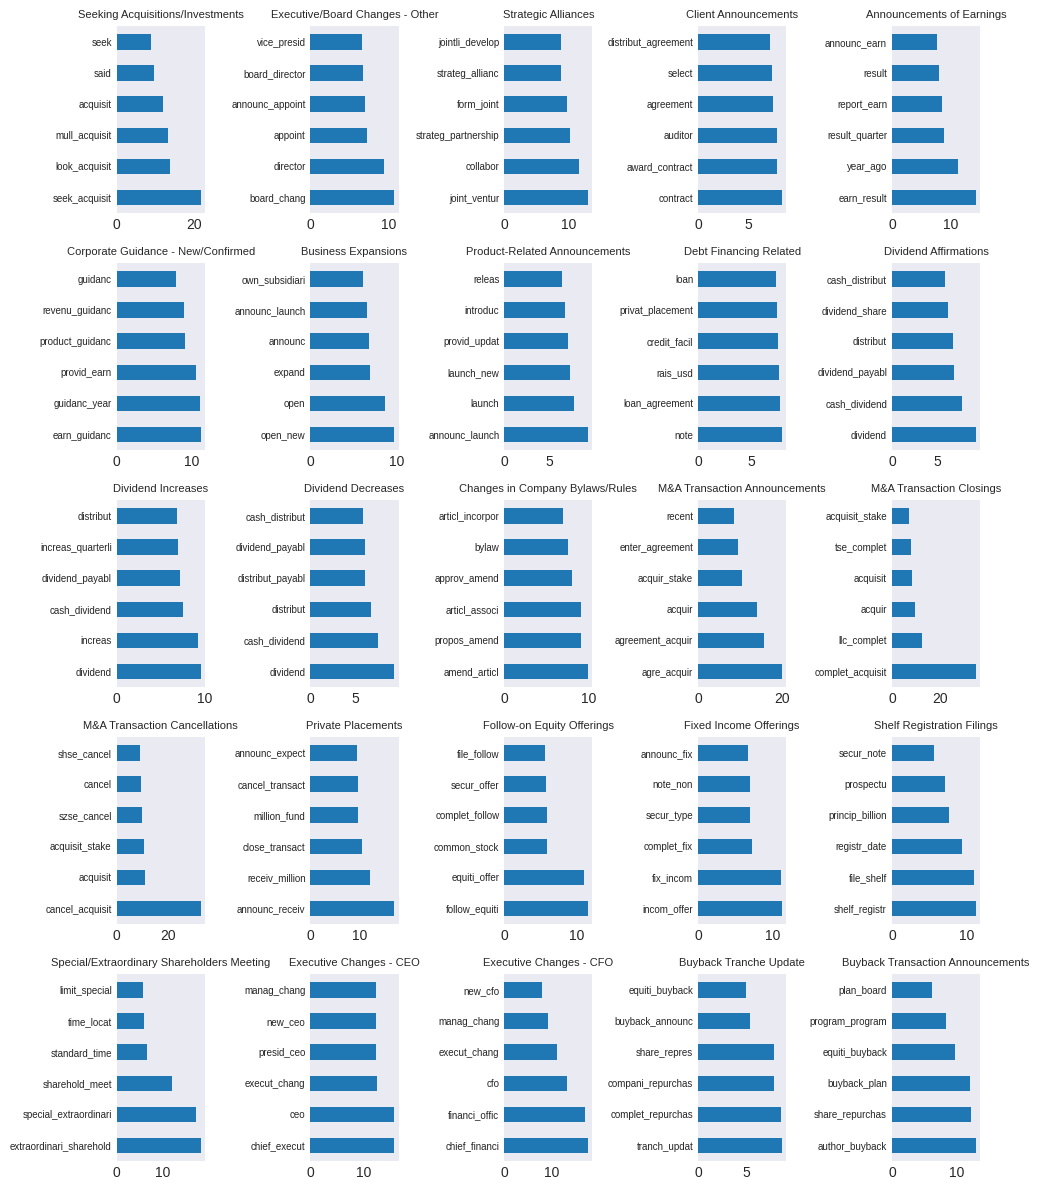 Seeking Acquisitions/Investments
seek
said
acquisit
mull_acquisit
look_acquisit
seek_acquisit
0 20
Executive/Board Changes - Other
vice_presid
board_director
announc_appoint
appoint
director
board_chang
0 10
Strategic Alliances
jointli_develop
strateg_allianc
form_joint
strateg_partnership
collabor
joint_ventur
0 10
Client Announcements
distribut_agreement
select
agreement
auditor
award_contract
contract
0 5
Announcements of Earnings
announc_earn
result
report_earn
result_quarter
year_ago
earn_result
0 10
Corporate Guidance - New/Confirmed
guidanc
revenu_guidanc
product_guidanc
provid_earn
guidanc_year
earn_guidanc
0 10
Business Expansions
own_subsidiari
announc_launch
announc
expand
open
open_new
0 10
Product-Related Announcements
releas
introduc
provid_updat
launch_new
launch
announc_launch
0 5
Debt Financing Related
loan
privat_placement
credit_facil
rais_usd
loan_agreement
note
0 5
Dividend Affirmations
cash_distribut
dividend_share
distribut
dividend_payabl
cash_dividend
dividend
0 5
Dividend Increases
distribut
increas_quarterli
dividend_payabl
cash_dividend
increas
dividend
0 10
Dividend Decreases
cash_distribut
dividend_payabl
distribut_payabl
distribut
cash_dividend
dividend
0 5
Changes in Company Bylaws/Rules
articl_incorpor
bylaw
approv_amend
articl_associ
propos_amend
amend_articl
0 10
M&A Transaction Announcements
recent
enter_agreement
acquir_stake
acquir
agreement_acquir
agre_acquir
0 20
M&A Transaction Closings
acquisit_stake
tse_complet
acquisit
acquir
llc_complet
complet_acquisit
0 20
M&A Transaction Cancellations
shse_cancel
cancel
szse_cancel
acquisit_stake
acquisit
cancel_acquisit
0 20
Private Placements
announc_expect
cancel_transact
million_fund
close_transact
receiv_million
announc_receiv
0 10
Follow-on Equity Offerings
file_follow
secur_offer
complet_follow
common_stock
equiti_offer
follow_equiti
0 10
Fixed Income Offerings
announc_fix
note_non
secur_type
complet_fix
fix_incom
incom_offer
0 10
Shelf Registration Filings
secur_note
prospectu
princip_billion
registr_date
file_shelf
shelf_registr
0 10
Special/Extraordinary Shareholders Meeting
limit_special
time_locat
standard_time
sharehold_meet
special_extraordinari
extraordinari_sharehold
0 10
Executive Changes - CEO
manag_chang
new_ceo
presid_ceo
execut_chang
ceo
chief_execut
0 10
Executive Changes - CFO
new_cfo
manag_chang
execut_chang
cfo
financi_offic
chief_financi
0 10
Buyback Tranche Update
equiti_buyback
buyback_announc
share_repres
compani_repurchas
complet_repurchas
tranch_updat
0 5
Buyback Transaction Announcements
plan_board
program_program
equiti_buyback
buyback_plan
share_repurchas
author_buyback
0 10